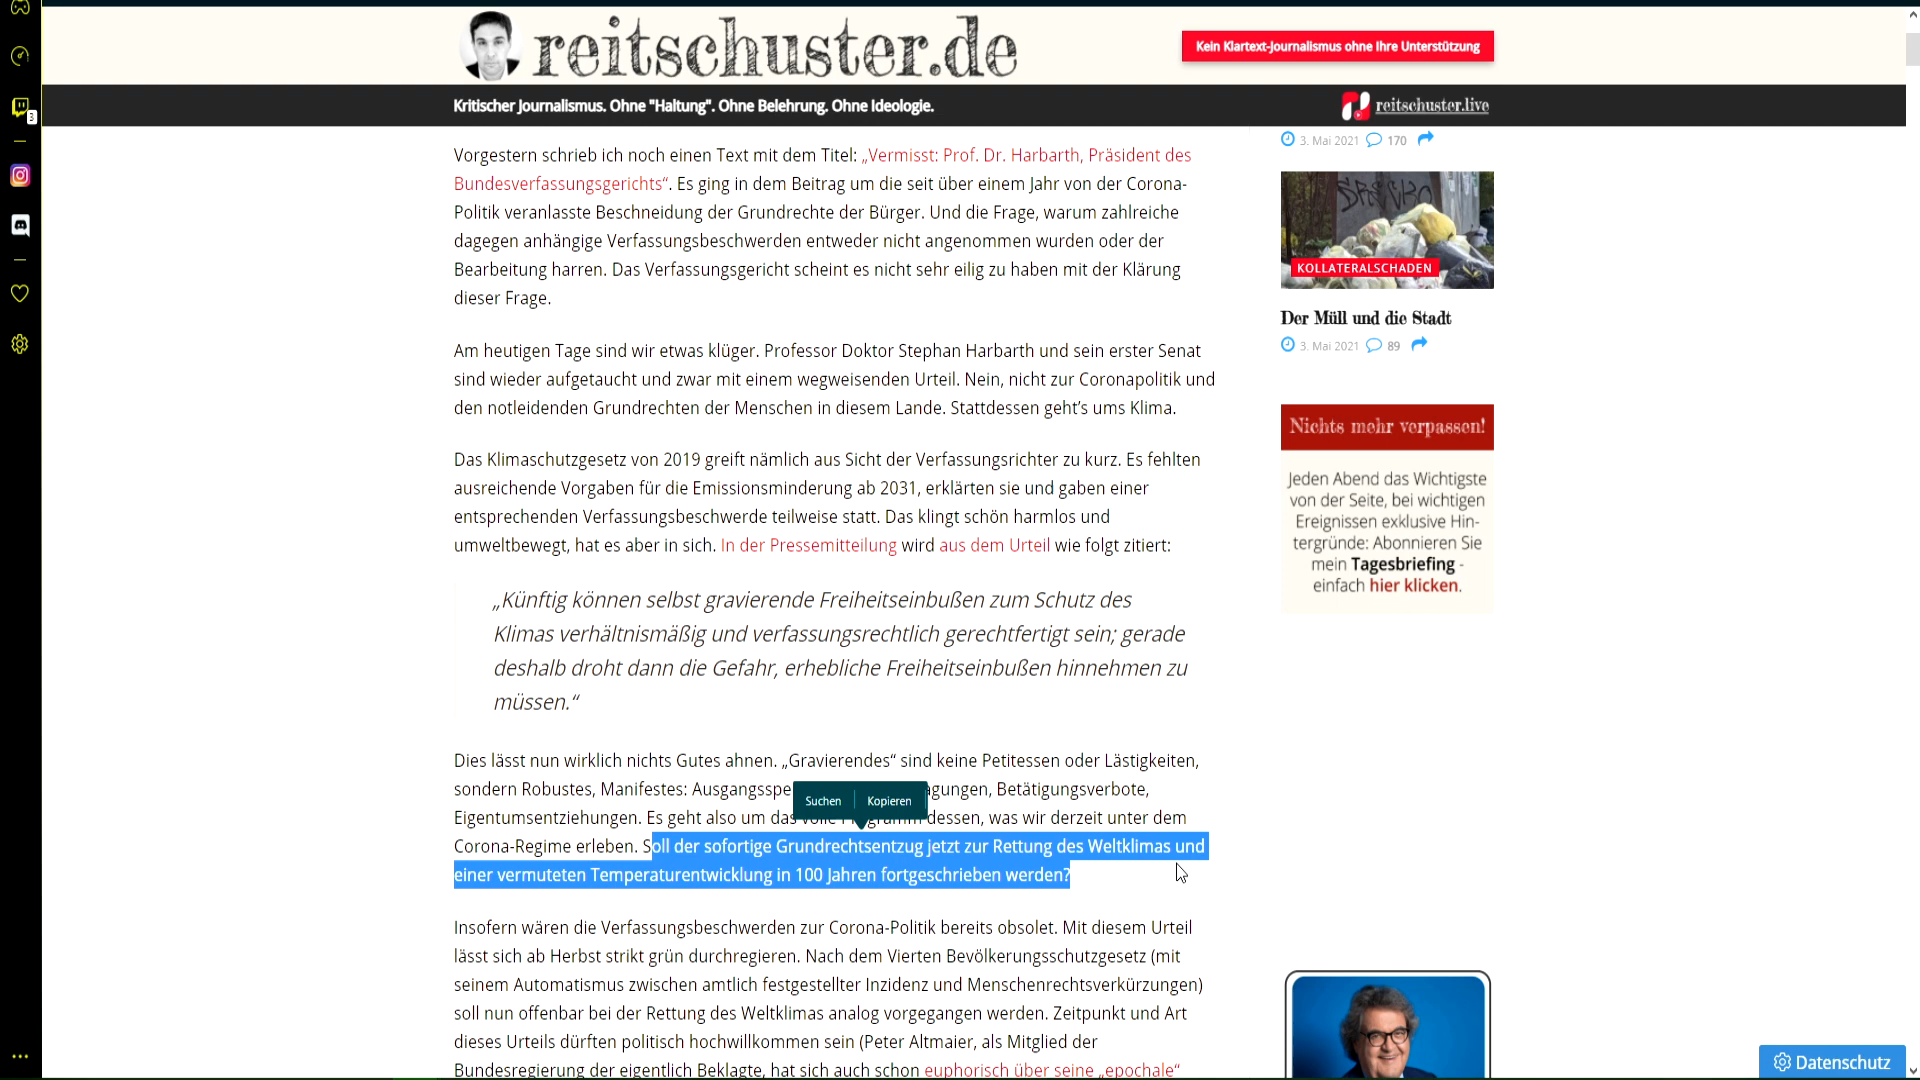 reitschuster.de
Kein Klartext-Journalismus ohne Ihre Unterstützung
Kritischer Journalismus. Ohne "Haltung". Ohne Belehrung. Ohne Ideologie.
reitschuster.live
3
Vorgestern schrieb ich noch einen Text mit dem Titel: „Vermisst: Prof. Dr. Harbarth, Präsident des
Bundesverfassungsgerichts“. Es ging in dem Beitrag um die seit über einem Jahr von der Corona-
Politik veranlasste Beschneidung der Grundrechte der Bürger. Und die Frage, warum zahlreiche
dagegen anhängige Verfassungsbeschwerden entweder nicht angenommen wurden oder der
Bearbeitung harren. Das Verfassungsgericht scheint es nicht sehr eilig zu haben mit der Klärung
dieser Frage.
Am heutigen Tage sind wir etwas klüger. Professor Doktor Stephan Harbarth und sein erster Senat
sind wieder aufgetaucht und zwar mit einem wegweisenden Urteil. Nein, nicht zur Coronapolitik und
den notleidenden Grundrechten der Menschen in diesem Lande. Stattdessen geht’s ums Klima.
Das Klimaschutzgesetz von 2019 greift nämlich aus Sicht der Verfassungsrichter zu kurz. Es fehlten
ausreichende Vorgaben für die Emissionsminderung ab 2031, erklärten sie und gaben einer
entsprechenden Verfassungsbeschwerde teilweise statt. Das klingt schön harmlos und
umweltbewegt, hat es aber in sich. In der Pressemitteilung wird aus dem Urteil wie folgt zitiert:
„Künftig können selbst gravierende Freiheitseinbußen zum Schutz des
Klimas verhältnismäßig und verfassungsrechtlich gerechtfertigt sein; gerade
deshalb droht dann die Gefahr, erhebliche Freiheitseinbußen hinnehmen zu
müssen.“
Dies lässt nun wirklich nichts Gutes ahnen. „Gravierendes“ sind keine Petitessen oder Lästigkeiten,
sondern Robustes, Manifestes: Ausgangsspe gungen, Betätigungsverbote,
Suchen Kopieren
Eigentumsentziehungen. Es geht also um das volle Programm dessen, was wir derzeit unter dem
Corona-Regime erleben. Soll der sofortige Grundrechtsentzug jetzt zur Rettung des Weltklimas und
einer vermuteten Temperaturentwicklung in 100 Jahren fortgeschrieben werden?
Insofern wären die Verfassungsbeschwerden zur Corona-Politik bereits obsolet. Mit diesem Urteil
lässt sich ab Herbst strikt grün durchregieren. Nach dem Vierten Bevölkerungsschutzgesetz (mit
seinem Automatismus zwischen amtlich festgestellter Inzidenz und Menschenrechtsverkürzungen)
soll nun offenbar bei der Rettung des Weltklimas analog vorgegangen werden. Zeitpunkt und Art
dieses Urteils dürften politisch hochwillkommen sein (Peter Altmaier, als Mitglied der
Bundesregierung der eigentlich Beklagte, hat sich auch schon euphorisch über seine „epochale“
3. Mai 2021 170
KOLLATERALSCHADEN
Der Müll und die Stadt
3. Mai 2021 89
Nichts mehr verpassen!
Jeden Abend das Wichtigste
von der Seite, bei wichtigen
Ereignissen exklusive Hin-
tergründe: Abonnieren Sie
mein Tagesbriefing -
einfach hier klicken.
Datenschutz